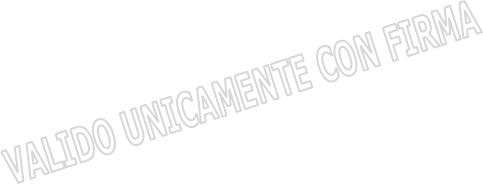 VALIDO UNICAMENTE CON FIRMA